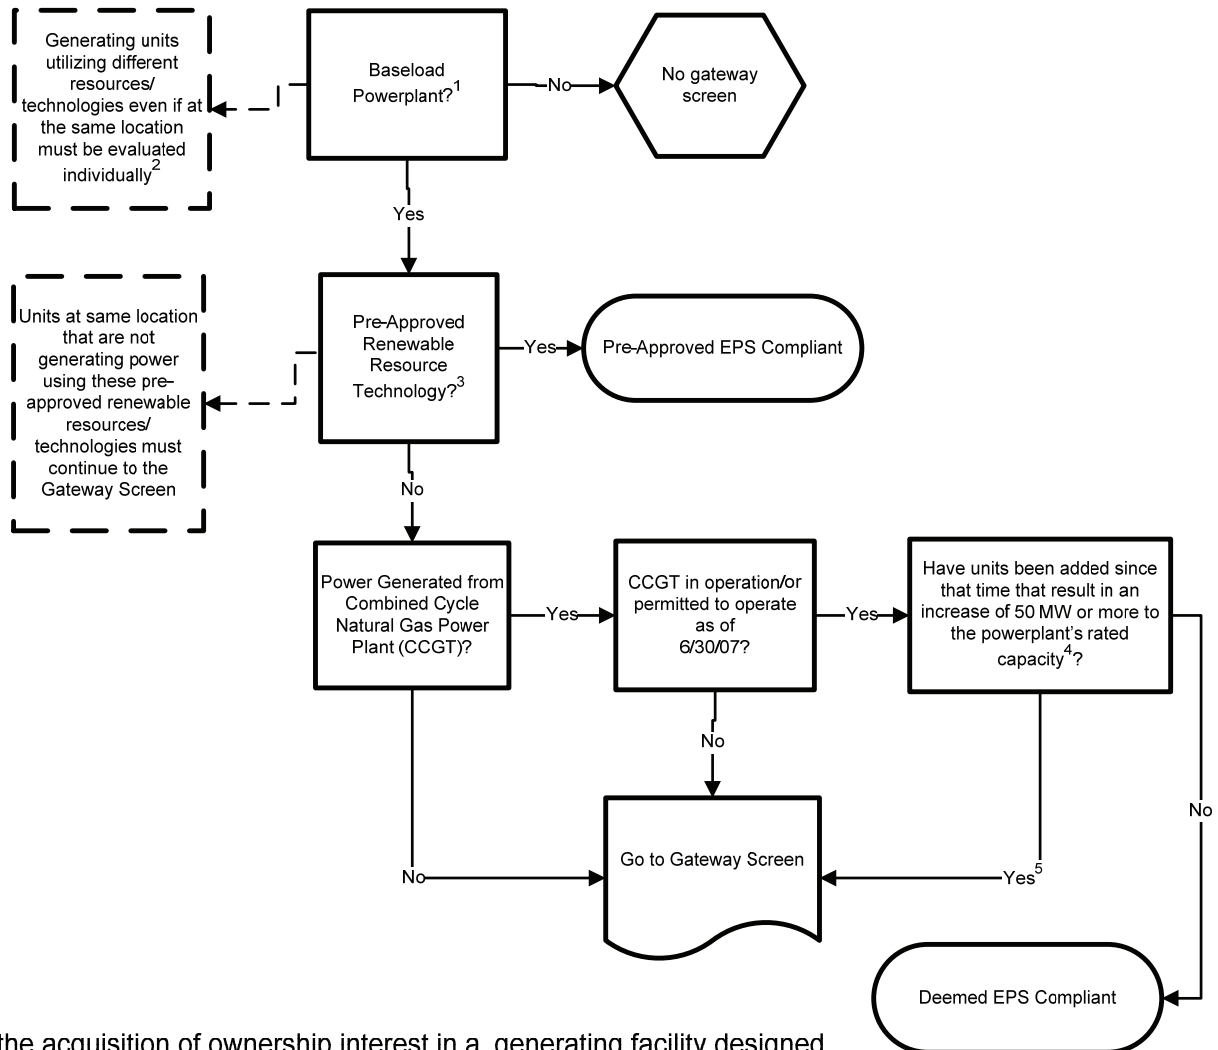 Generating units
utilizing different
resources/
technologies even if at
the same location
must be evaluated
individually2
Baseload
Powerplant?1
No
No gateway
screen
Yes
Units at same location
that are not
generating power
using these pre-
approved renewable
resources/
technologies must
continue to the
Gateway Screen
Pre-Approved
Renewable
Resource
Technology?3
Yes
Pre-Approved EPS Compliant
No
Power Generated from
Combined Cycle
Natural Gas Power
Plant (CCGT)?
Yes
CCGT in operation/or
permitted to operate
as of
6/30/07?
Yes
Have units been added since
that time that result in an
increase of 50 MW or more to
the powerplant's rated
capacity4?
No
No
Go to Gateway Screen
No
Yes5
Deemed EPS Compliant
the acquisition of ownership interest in a generating facility designed